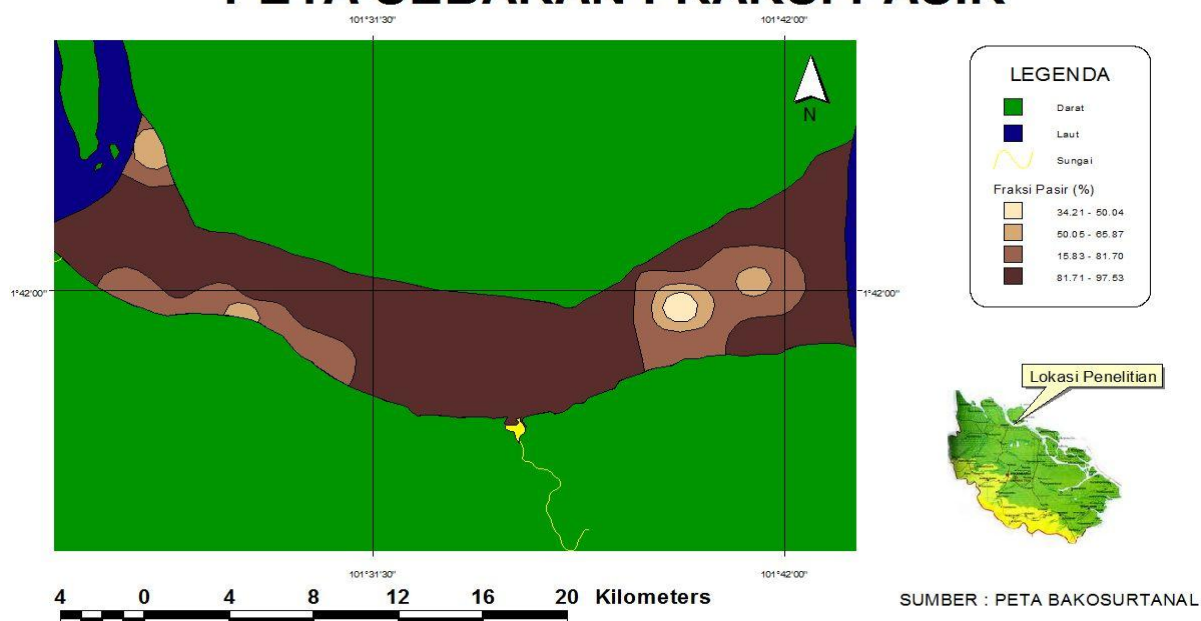 PETA SEBARAN FRAKSI PASIR
101°31'30"
101°42'00"
N
1°42'00"
1°42'00"
101°31'30"
101°42'00"
4 0 4 8 12 16 20 Kilometers
LEGENDA
Darat
Laut
Sungai
Fraksi Pasir (%)
34.21 - 50.04
50.05 - 65.87
15.83 - 81.70
81.71 - 97.53
Lokasi Penelitian
SUMBER : PETA BAKOSURTANAL